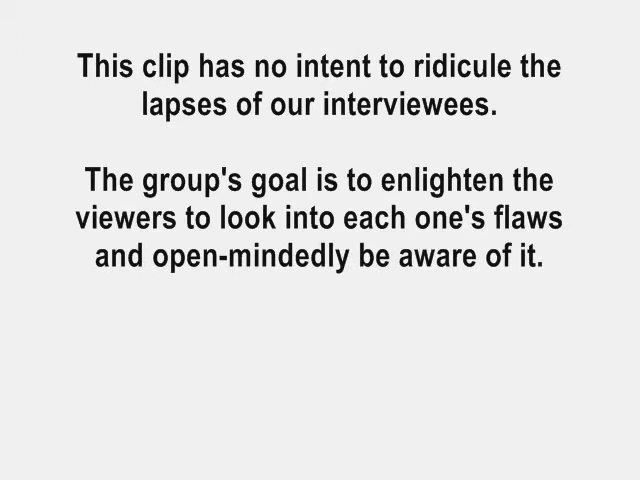 This clip has no intent to ridicule the
lapses of our interviewees.
The group's goal is to enlighten the
viewers to look into each one's flaws
and open-mindedly be aware of it.